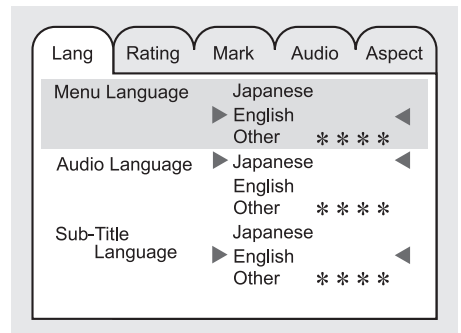 Lang Rating Mark Audio Aspect
Menu Language Japanese
English
Other ****
Audio Language Japanese
English
Other ****
Sub-Title Japanese
Language English
Other ****